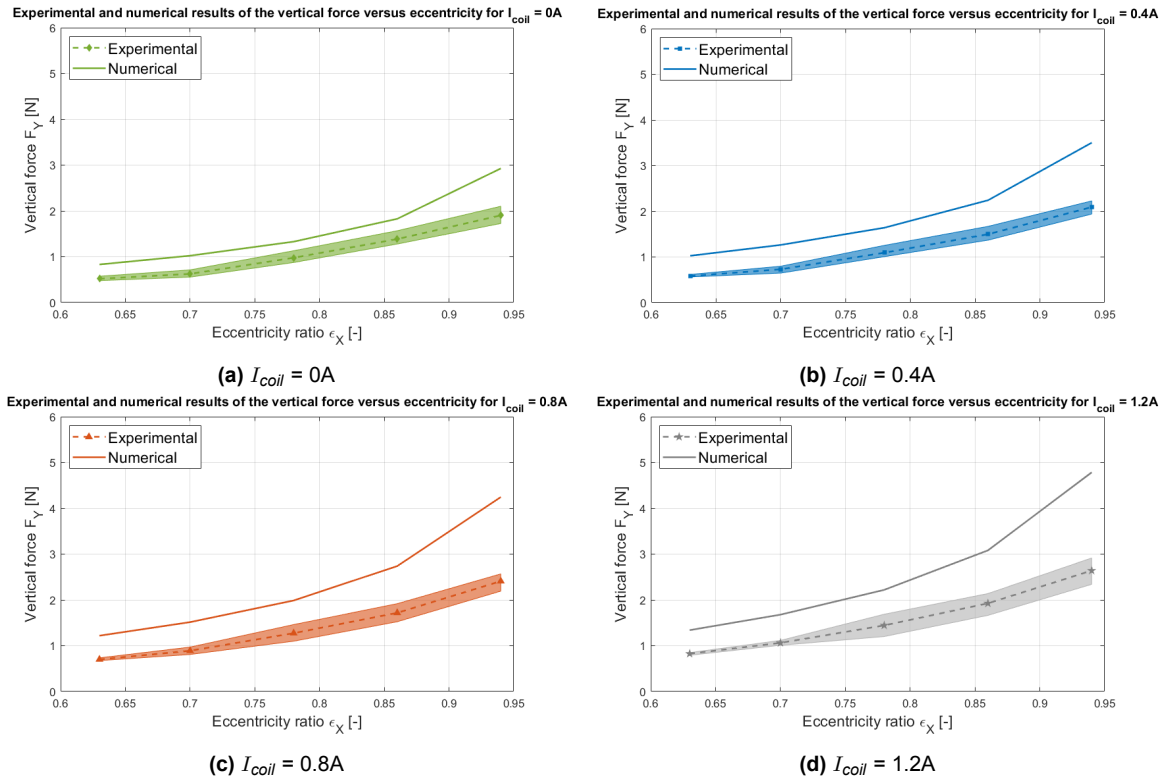 Experimental and numerical results of the vertical force versus eccentricity for I_coil = 0A
6
5
4
3
2
1
0
Vertical force F_Y [N]
Experimental
Numerical
0.6 0.65 0.7 0.75 0.8 0.85 0.9 0.95
Eccentricity ratio ϵ_X [-]
(a) I_coil = 0A
Experimental and numerical results of the vertical force versus eccentricity for I_coil = 0.4A
6
5
4
3
2
1
0
Vertical force F_Y [N]
Experimental
Numerical
0.6 0.65 0.7 0.75 0.8 0.85 0.9 0.95
Eccentricity ratio ϵ_X [-]
(b) I_coil = 0.4A
Experimental and numerical results of the vertical force versus eccentricity for I_coil = 0.8A
6
5
4
3
2
1
0
Vertical force F_Y [N]
Experimental
Numerical
0.6 0.65 0.7 0.75 0.8 0.85 0.9 0.95
Eccentricity ratio ϵ_X [-]
(c) I_coil = 0.8A
Experimental and numerical results of the vertical force versus eccentricity for I_coil = 1.2A
6
5
4
3
2
1
0
Vertical force F_Y [N]
Experimental
Numerical
0.6 0.65 0.7 0.75 0.8 0.85 0.9 0.95
Eccentricity ratio ϵ_X [-]
(d) I_coil = 1.2A